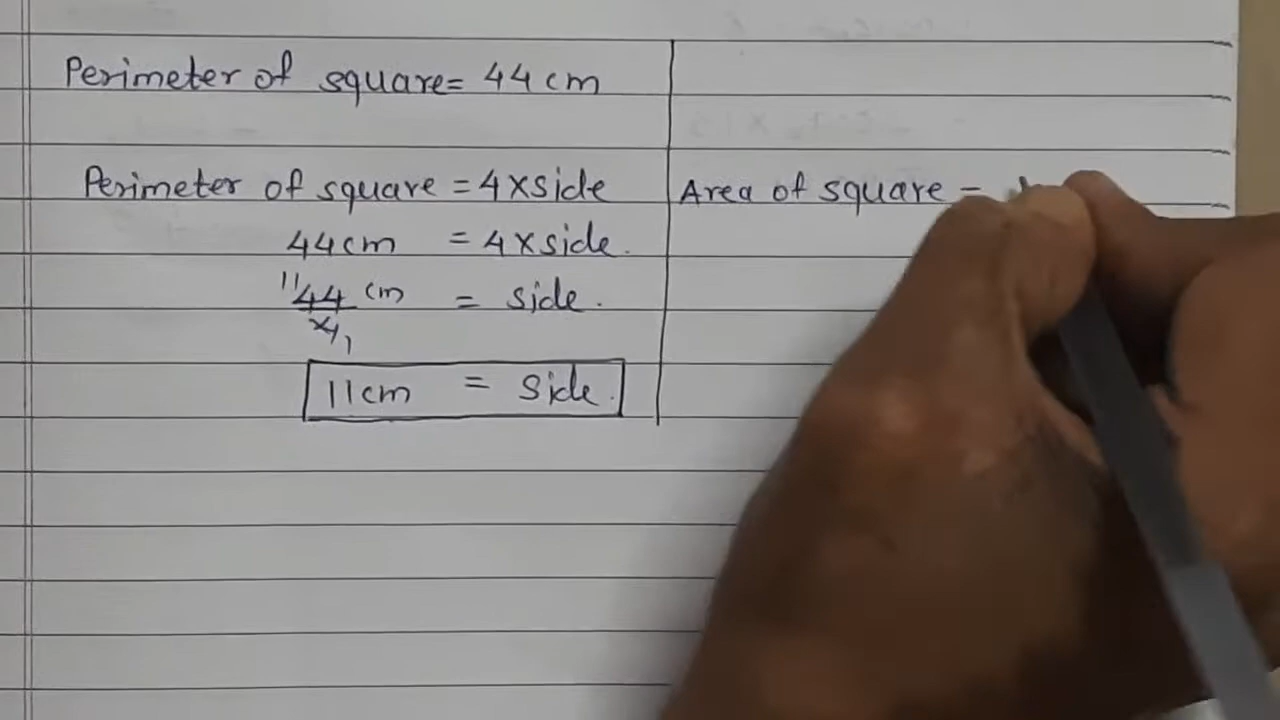 Perimeter of square= 44 cm
Perimeter of square = 4 x side
44 cm = 4 x side.
11 44 cm = side.
4 1
11 cm = side.
Area of square =